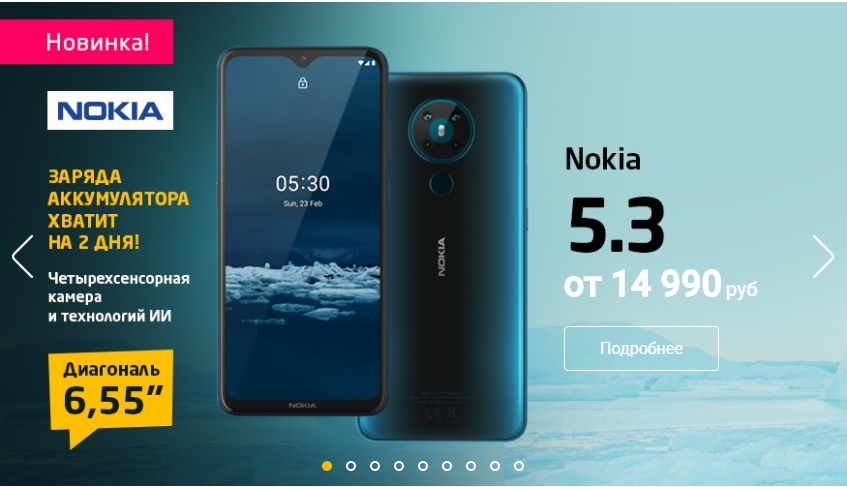 Новинка!
NOKIA
ЗАРЯДА
АККУМУЛЯТОРА
ХВАТИТ
НА 2 ДНЯ!
Четырехсенсорная
камера
и технологий ИИ
Диагональ
6,55”
05:30
Sun, 23 Feb
NOKIA
NOKIA
Nokia
5.3
от 14 990 руб
Подробнее